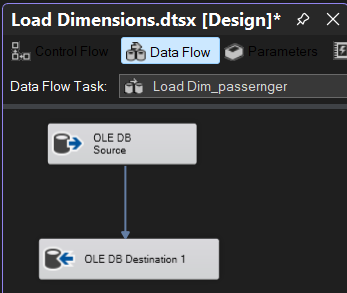 Load Dimensions.dtsx [Design]*
Control Flow Data Flow Parameters
Data Flow Task: Load Dim_passernger
OLE DB
Source
OLE DB Destination 1